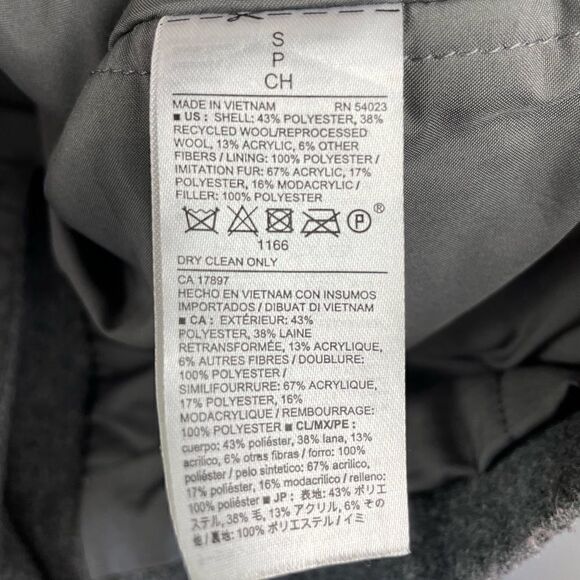 S
P
CH
MADE IN VIETNAM RN 54023
■ US : SHELL: 43% POLYESTER, 38%
RECYCLED WOOL/REPROCESSED
WOOL, 13% ACRYLIC, 6% OTHER
FIBERS / LINING: 100% POLYESTER /
IMITATION FUR: 67% ACRYLIC, 17%
POLYESTER, 16% MODACRYLIC /
FILLER: 100% POLYESTER
P ®
1166
DRY CLEAN ONLY
CA 17897
HECHO EN VIETNAM CON INSUMOS
IMPORTADOS / DIBUAT DI VIETNAM
■ CA : EXTÉRIEUR: 43%
POLYESTER, 38% LAINE
RETRANSFORMÉE, 13% ACRYLIQUE,
6% AUTRES FIBRES / DOUBLURE:
100% POLYESTER /
SIMILIFOURRURE: 67% ACRYLIQUE,
17% POLYESTER, 16%
MODACRYLIQUE / REMBOURRAGE:
100% POLYESTER ■ CL/MX/PE :
cuerpo: 43% poliéster, 38% lana, 13%
acrílico, 6% otras fibras / forro: 100%
poliéster / pelo sintetico: 67% acrílico,
17% poliéster, 16% modacrílico / relleno:
100% poliéster ■ JP : 表地: 43% ポリエ
ステル, 38% 毛, 13% アクリル, 6% その
他 / 裏地: 100% ポリエステル / イミ